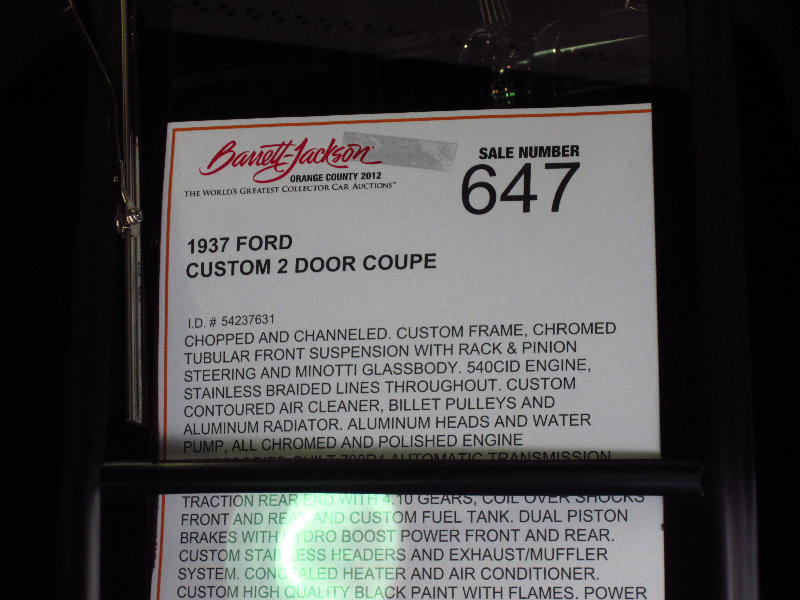 Barrett-Jackson
ORANGE COUNTY 2012
THE WORLD'S GREATEST COLLECTOR CAR AUCTIONS™
SALE NUMBER
647
1937 FORD
CUSTOM 2 DOOR COUPE
I.D. # 54237631
CHOPPED AND CHANNELED. CUSTOM FRAME, CHROMED
TUBULAR FRONT SUSPENSION WITH RACK & PINION
STEERING AND MINOTTI GLASSBODY. 540CID ENGINE,
STAINLESS BRAIDED LINES THROUGHOUT. CUSTOM
CONTOURED AIR CLEANER, BILLET PULLEYS AND
ALUMINUM RADIATOR. ALUMINUM HEADS AND WATER
PUMP, ALL CHROMED AND POLISHED ENGINE
BUILT 700R4 AUTOMATIC TRANSMISSION
TRACTION REAR END WITH 4.10 GEARS, COIL OVER SHOCKS
FRONT AND REAR AND CUSTOM FUEL TANK. DUAL PISTON
BRAKES WITH HYDRO BOOST POWER FRONT AND REAR.
CUSTOM STAINLESS HEADERS AND EXHAUST/MUFFLER
SYSTEM. CONCEALED HEATER AND AIR CONDITIONER.
CUSTOM HIGH QUALITY BLACK PAINT WITH FLAMES, POWER